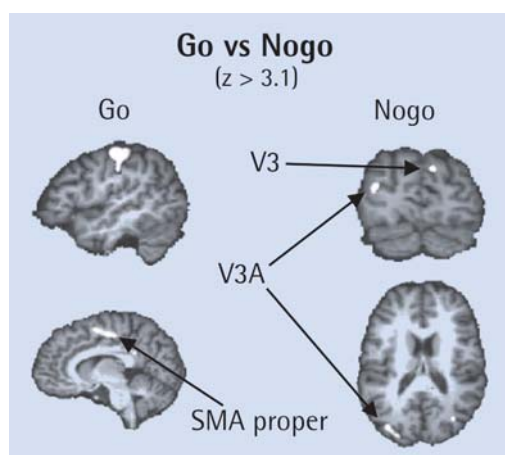 Go vs Nogo
(z > 3.1)
Go
Nogo
V3
V3A
SMA proper